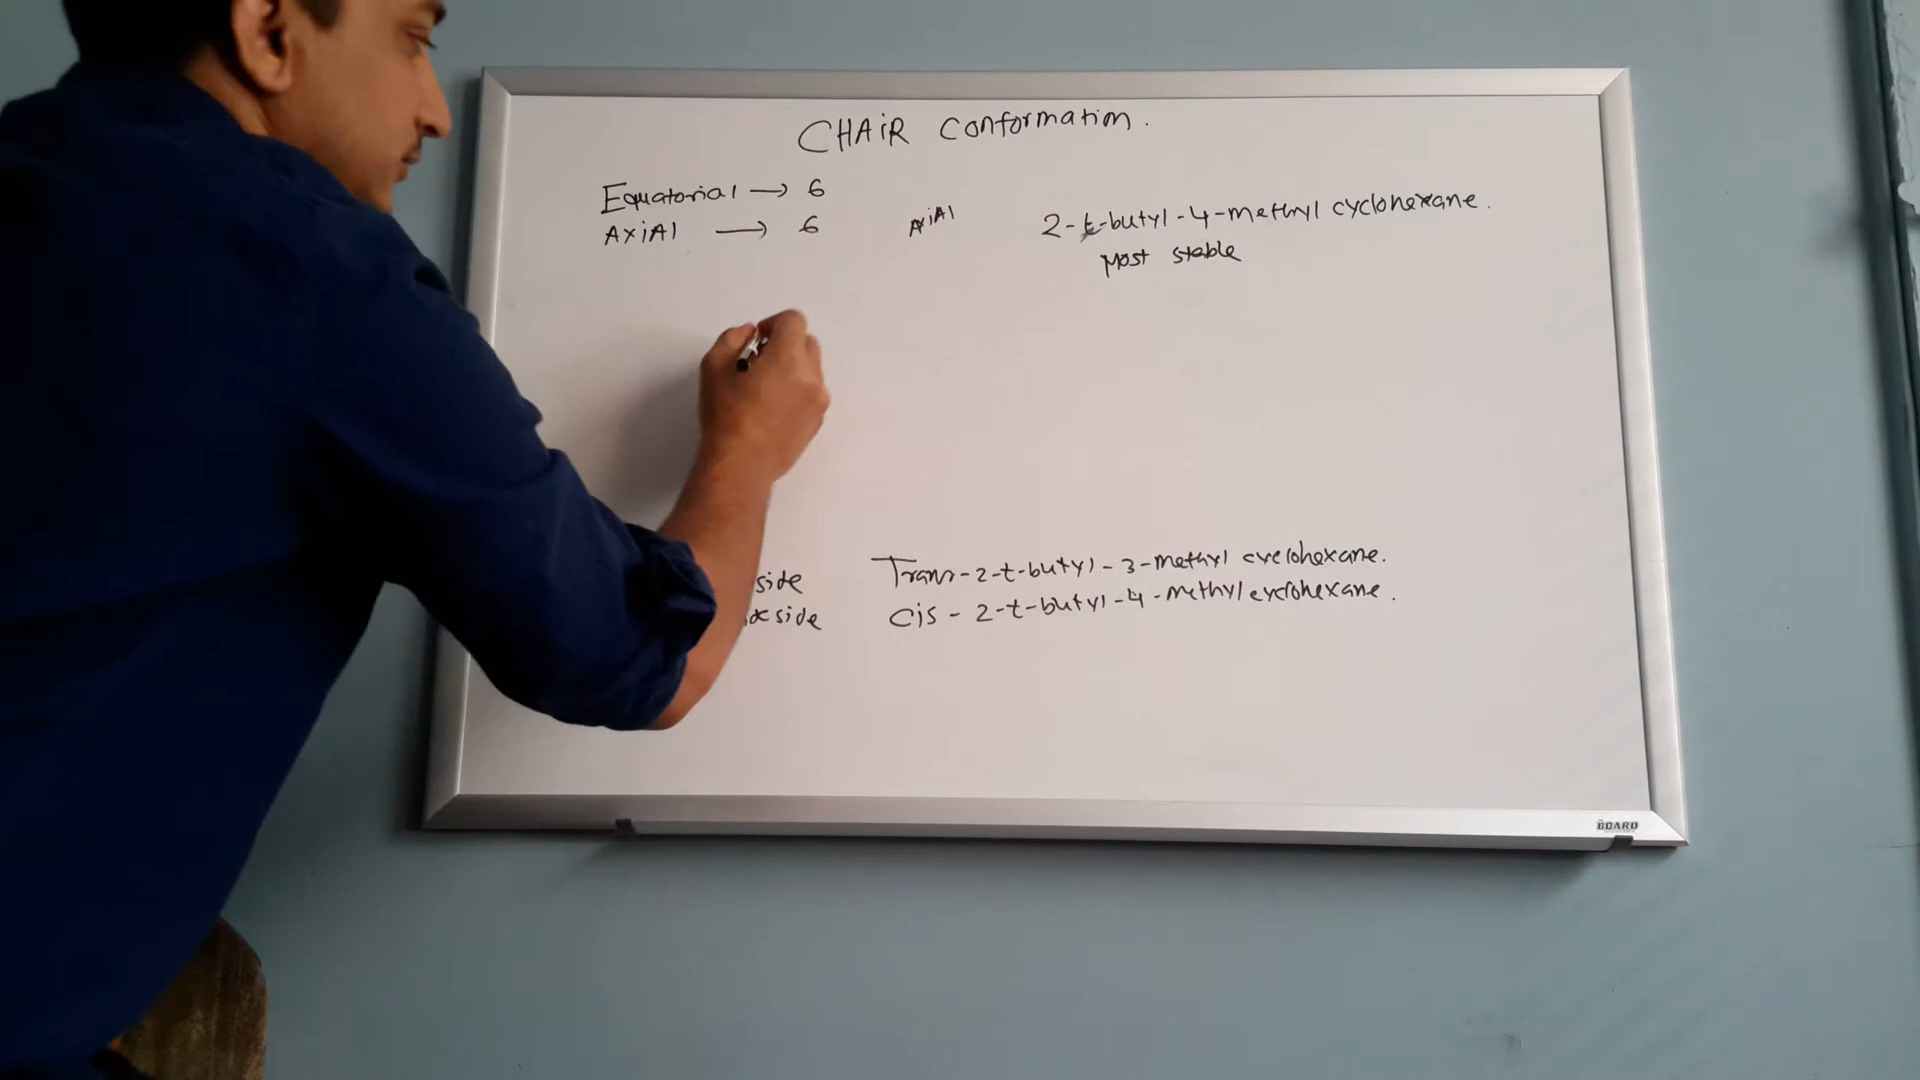 CHAiR Conformation.
Equatorial → 6
AxiAl → 6
AxiAl
2-t-butyl-4-methyl cyclohexane.
Most stable
side
side
Trans-2-t-butyl-3-methyl cyclohexane.
Cis-2-t-butyl-4-methyl cyclohexane.
BOARD